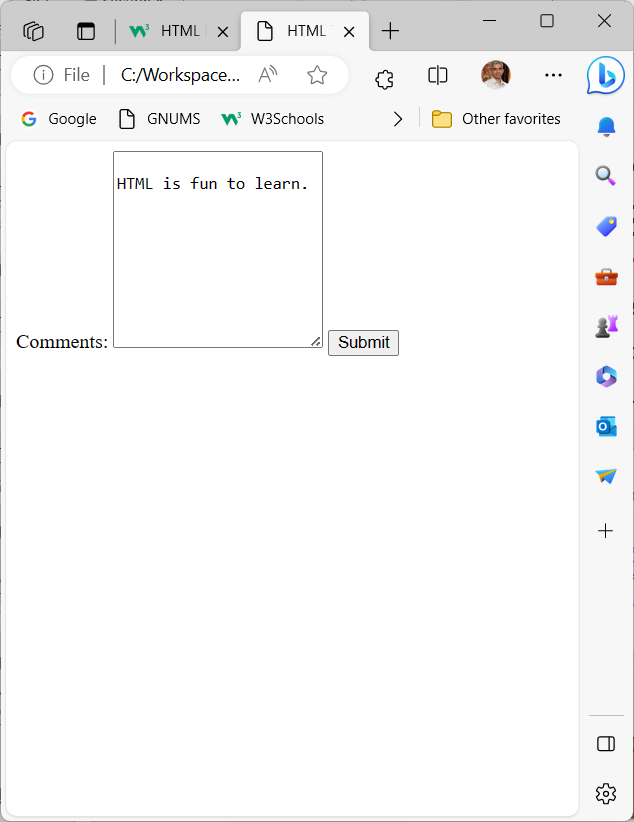 HTML
HTML
File
C:/Workspace...
Google
GNUMS
W3Schools
Other favorites
HTML is fun to learn.
Comments:
Submit